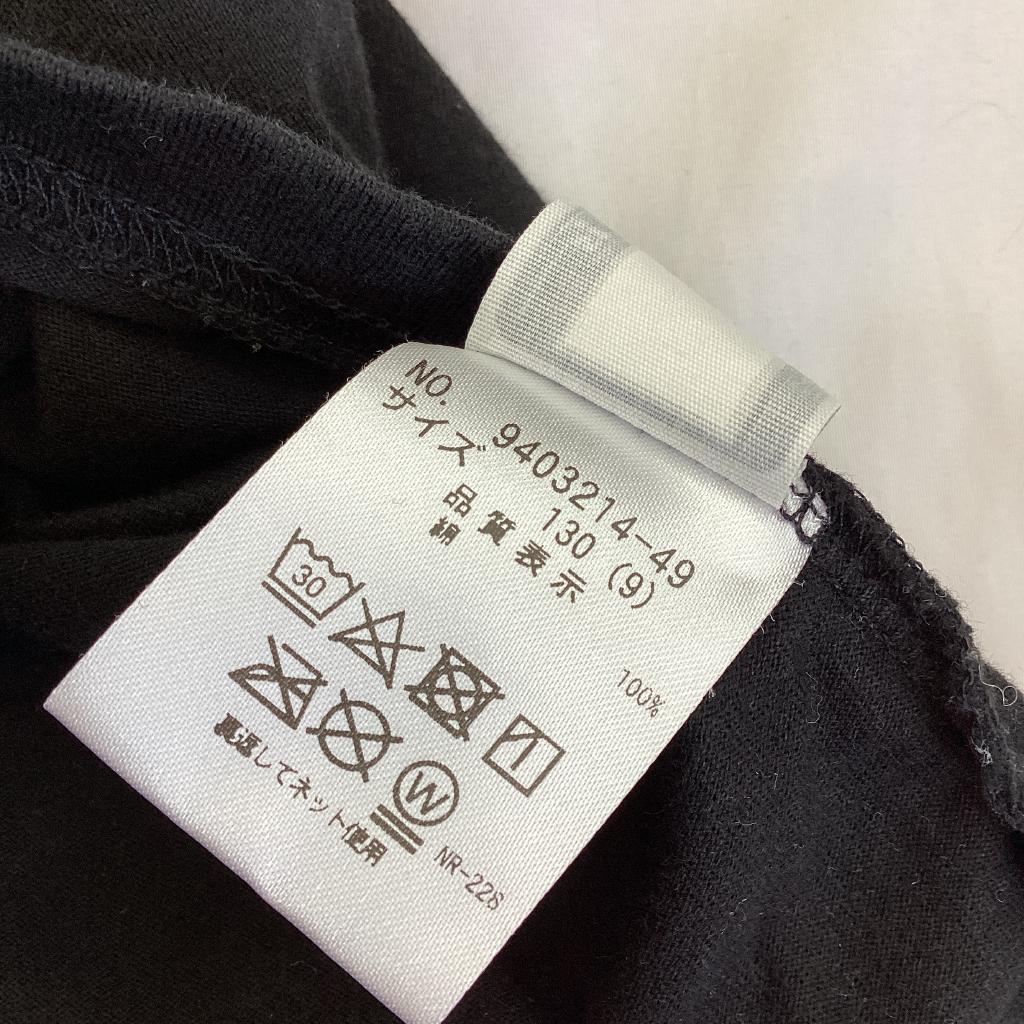 NO. 9403214-49
サイズ 130 (9)
品質表示
綿 100%
30
W
裏返してネット使用
NR-228